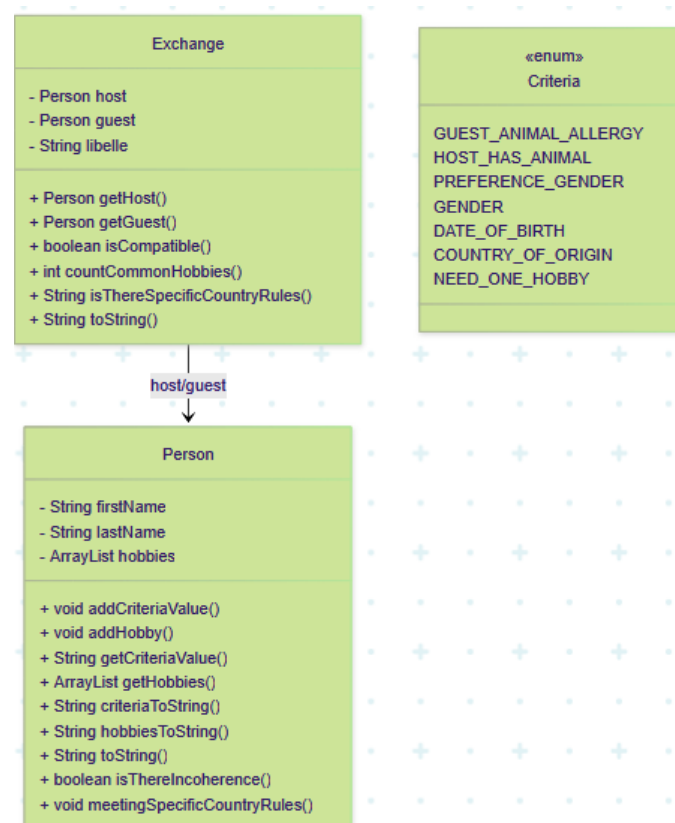 Exchange
- Person host
- Person guest
- String libelle
+ Person getHost()
+ Person getGuest()
+ boolean isCompatible()
+ int countCommonHobbies()
+ String isThereSpecificCountryRules()
+ String toString()
«enum»
Criteria
GUEST_ANIMAL_ALLERGY
HOST_HAS_ANIMAL
PREFERENCE_GENDER
GENDER
DATE_OF_BIRTH
COUNTRY_OF_ORIGIN
NEED_ONE_HOBBY
host/guest
Person
- String firstName
- String lastName
- ArrayList hobbies
+ void addCriteriaValue()
+ void addHobby()
+ String getCriteriaValue()
+ ArrayList getHobbies()
+ String criteriaToString()
+ String hobbiesToString()
+ String toString()
+ boolean isThereIncoherence()
+ void meetingSpecificCountryRules()